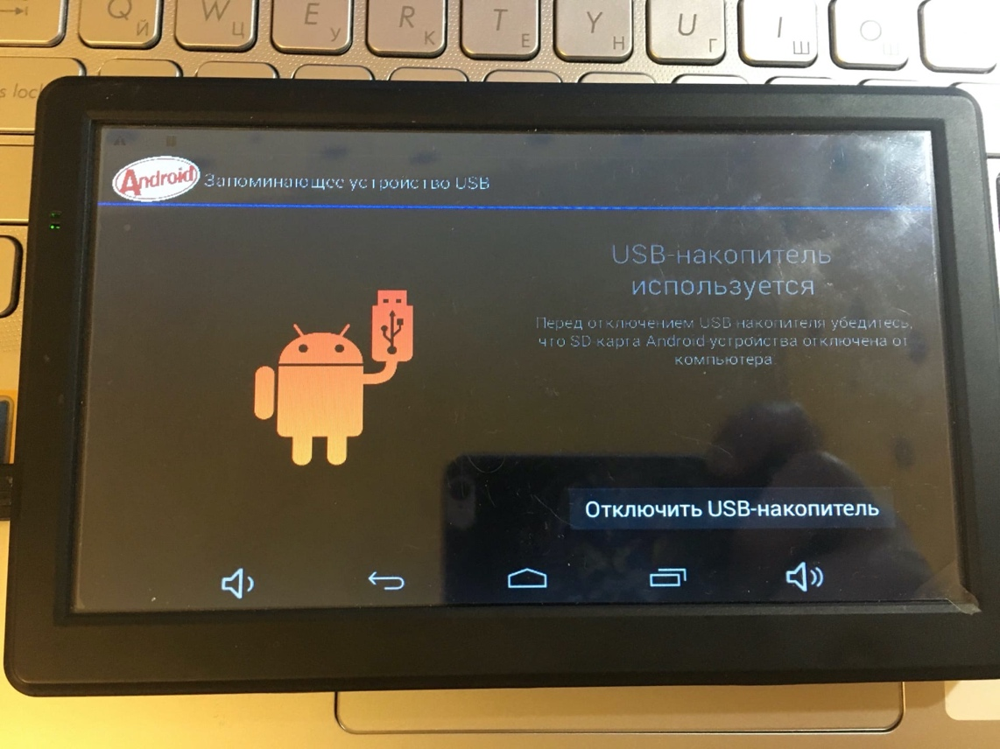 Q W E R T Y U I
Й Ц У К Е Н Г Ш
s lock
Android Запоминающее устройство USB
USB-накопитель
используется
Перед отключением USB накопителя убедитесь,
что SD-карта Android устройства отключена от
компьютера.
Отключить USB-накопитель